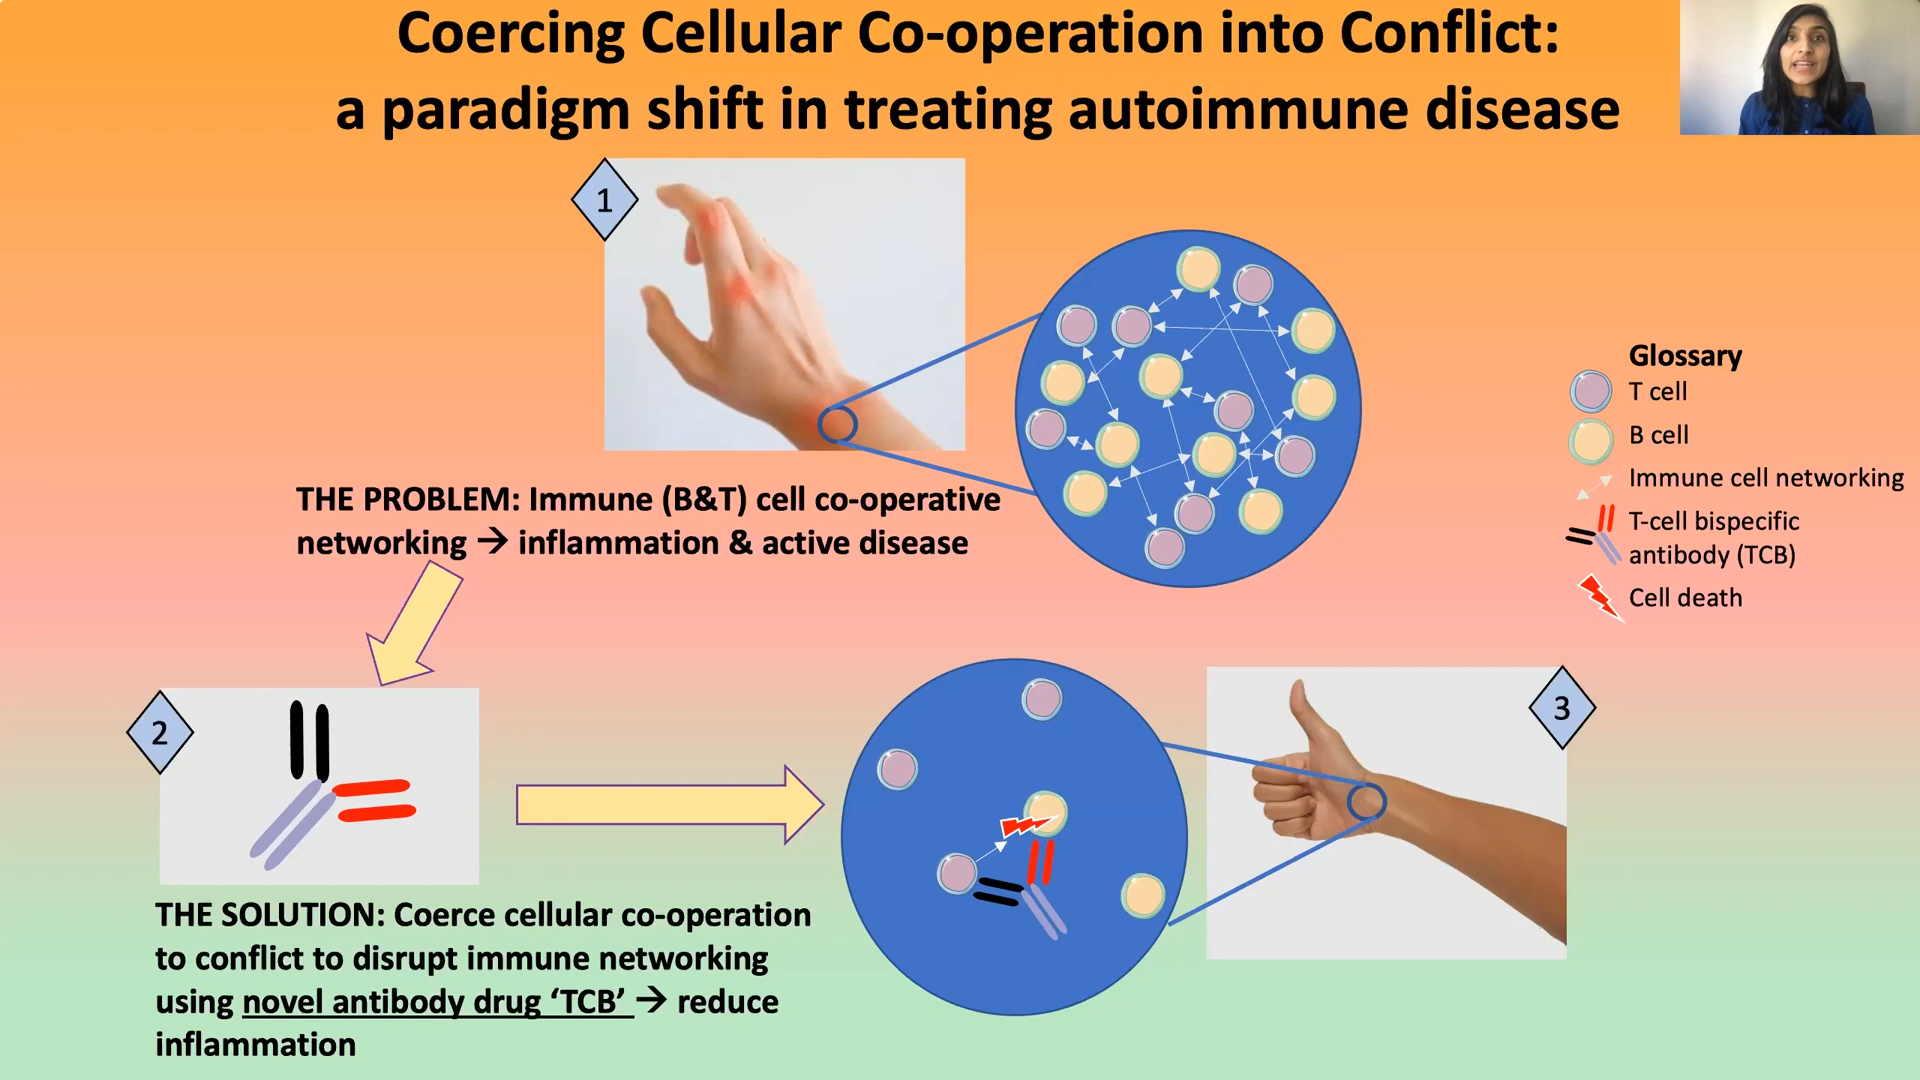 Coercing Cellular Co-operation into Conflict:
a paradigm shift in treating autoimmune disease
1
THE PROBLEM: Immune (B&T) cell co-operative
networking → inflammation & active disease
Glossary
T cell
B cell
Immune cell networking
T-cell bispecific
antibody (TCB)
Cell death
2
THE SOLUTION: Coerce cellular co-operation
to conflict to disrupt immune networking
using novel antibody drug ‘TCB’ → reduce
inflammation
3